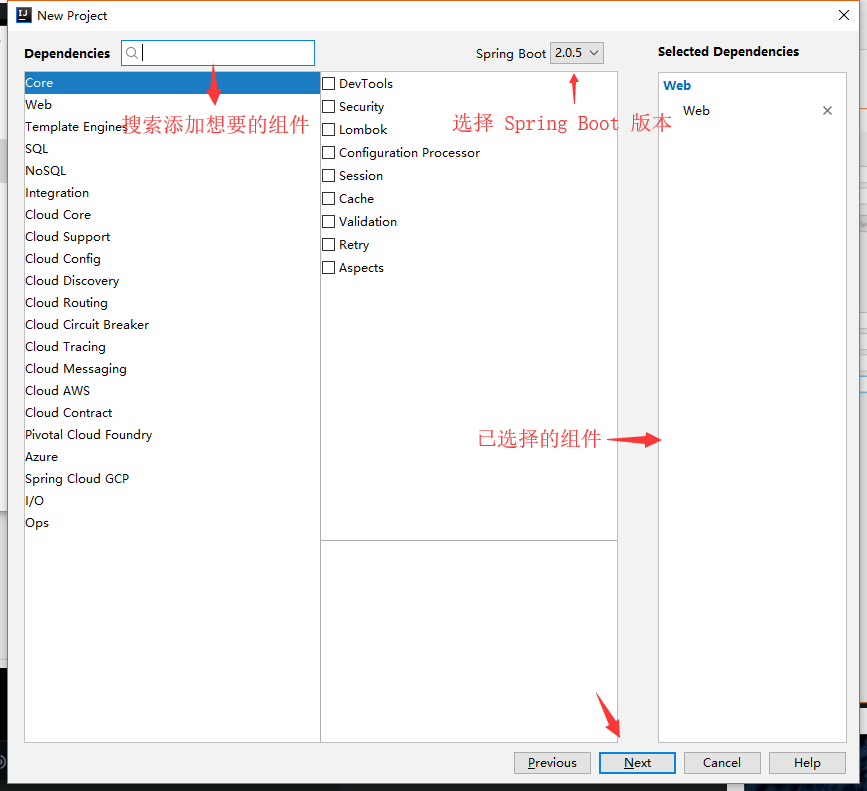 New Project
Dependencies
Spring Boot 2.0.5
Selected Dependencies
Core
Web
Template Engines
SQL
NoSQL
Integration
Cloud Core
Cloud Support
Cloud Config
Cloud Discovery
Cloud Routing
Cloud Circuit Breaker
Cloud Tracing
Cloud Messaging
Cloud AWS
Cloud Contract
Pivotal Cloud Foundry
Azure
Spring Cloud GCP
I/O
Ops
搜索添加想要的组件
DevTools
Security
Lombok
Configuration Processor
Session
Cache
Validation
Retry
Aspects
选择 Spring Boot 版本
已选择的组件
Web
Web
Previous
Next
Cancel
Help